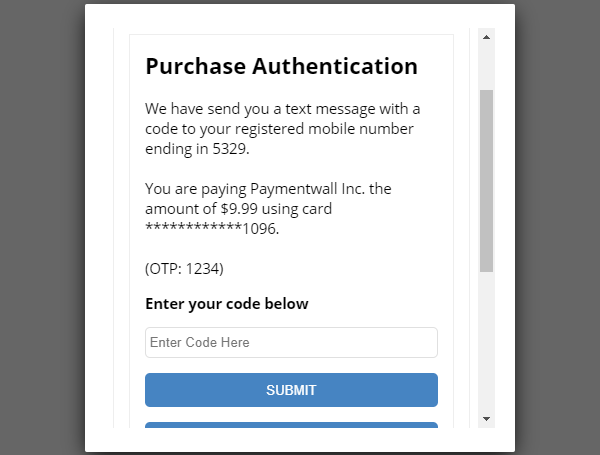 Purchase Authentication
We have send you a text message with a
code to your registered mobile number
ending in 5329.
You are paying Paymentwall Inc. the
amount of $9.99 using card
************1096.
(OTP: 1234)
Enter your code below
Enter Code Here
SUBMIT